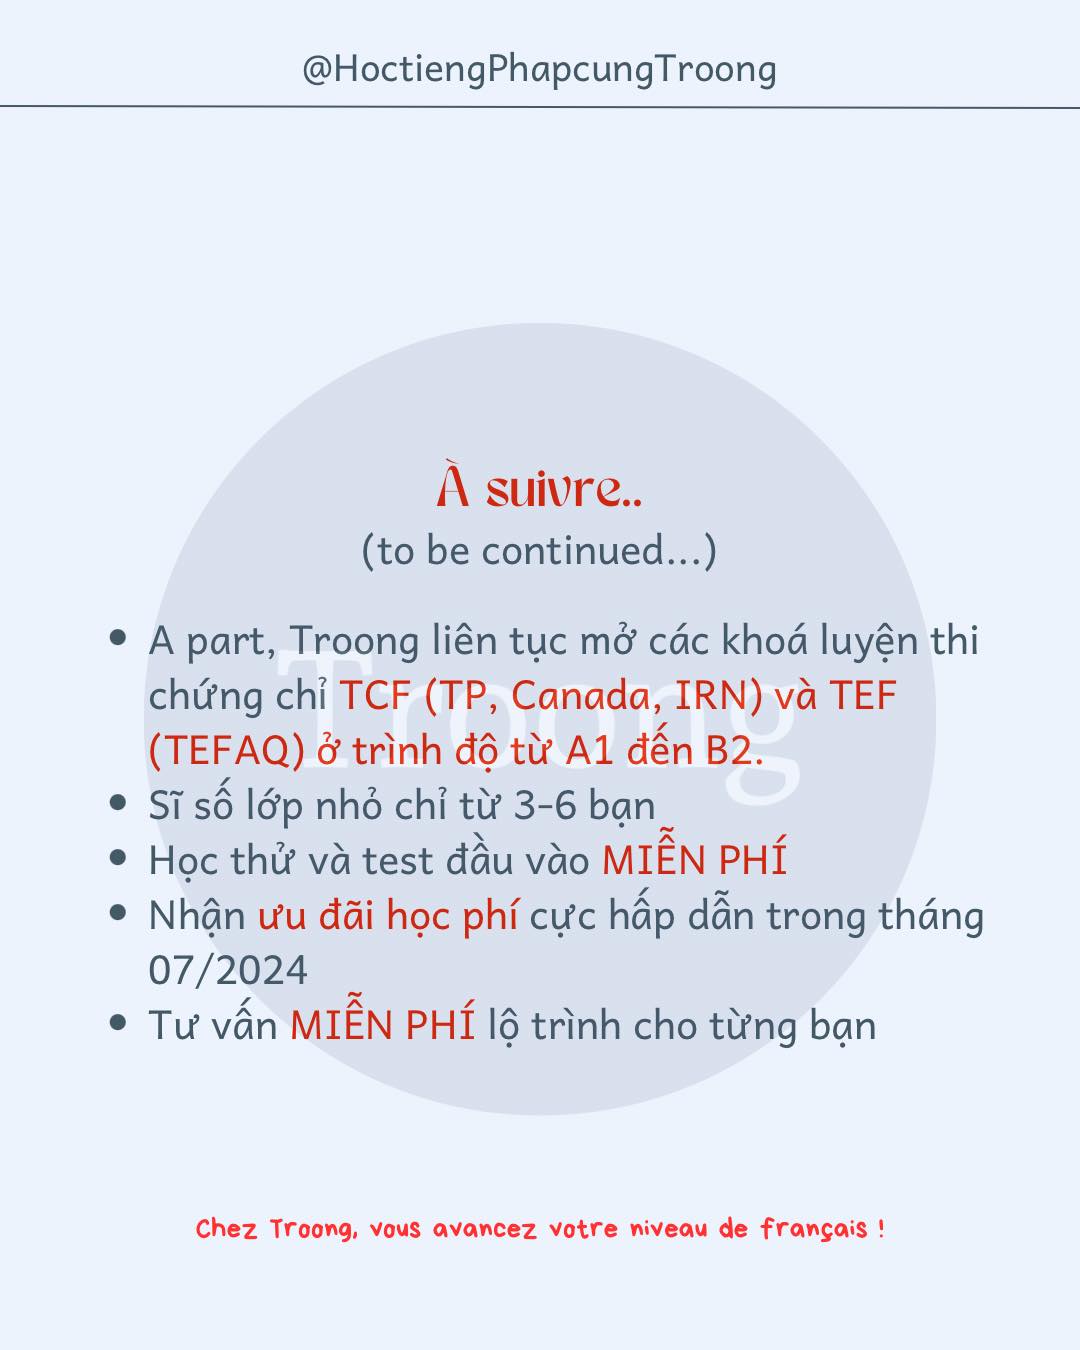 @HoctiengPhapcungTroong
À suivre..
(to be continued...)
Troong
• A part, Troong liên tục mở các khoá luyện thi
chứng chỉ TCF (TP, Canada, IRN) và TEF
(TEFAQ) ở trình độ từ A1 đến B2.
• Sĩ số lớp nhỏ chỉ từ 3-6 bạn
• Học thử và test đầu vào MIỄN PHÍ
• Nhận ưu đãi học phí cực hấp dẫn trong tháng
07/2024
• Tư vấn MIỄN PHÍ lộ trình cho từng bạn
Chez Troong, vous avancez votre niveau de français !